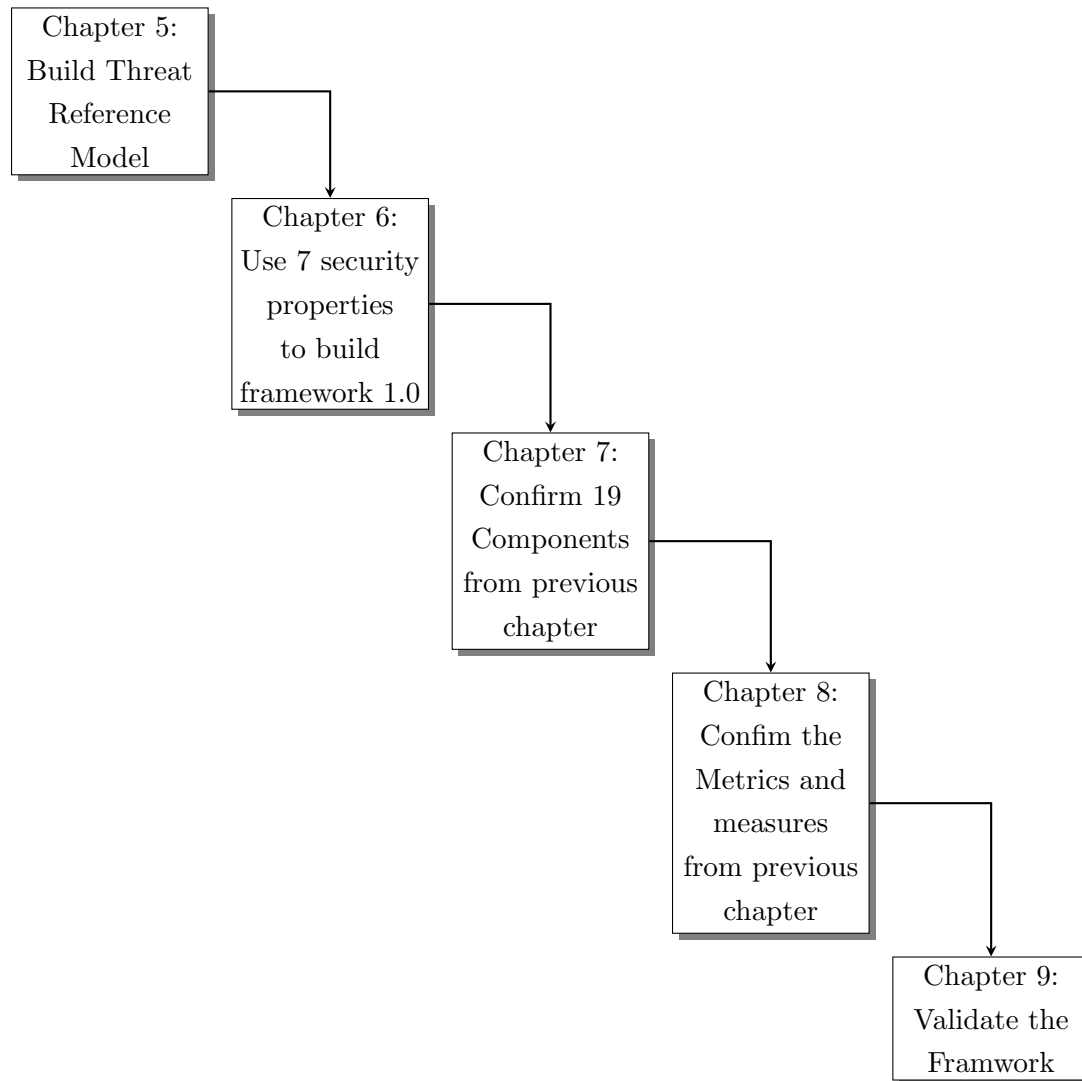 Chapter 5:
Build Threat
Reference
Model
Chapter 6:
Use 7 security
properties
to build
framework 1.0
Chapter 7:
Confirm 19
Components
from previous
chapter
Chapter 8:
Confim the
Metrics and
measures
from previous
chapter
Chapter 9:
Validate the
Framwork